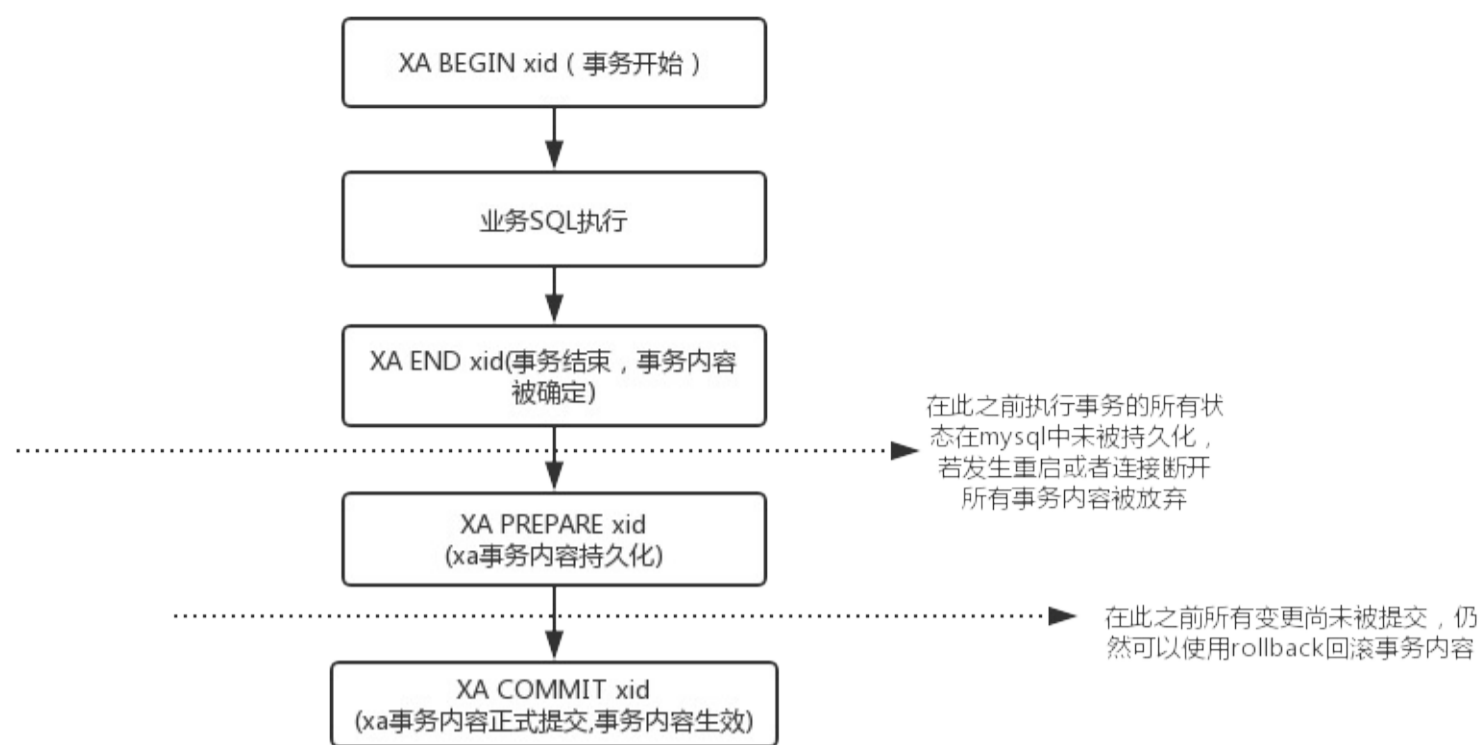 XA BEGIN xid（事务开始）
业务SQL执行
XA END xid(事务结束，事务内容
被确定)
在此之前执行事务的所有状
态在mysql中未被持久化，
若发生重启或者连接断开
所有事务内容被放弃
XA PREPARE xid
(xa事务内容持久化)
在此之前所有变更尚未被提交，仍
然可以使用rollback回滚事务内容
XA COMMIT xid
(xa事务内容正式提交,事务内容生效)